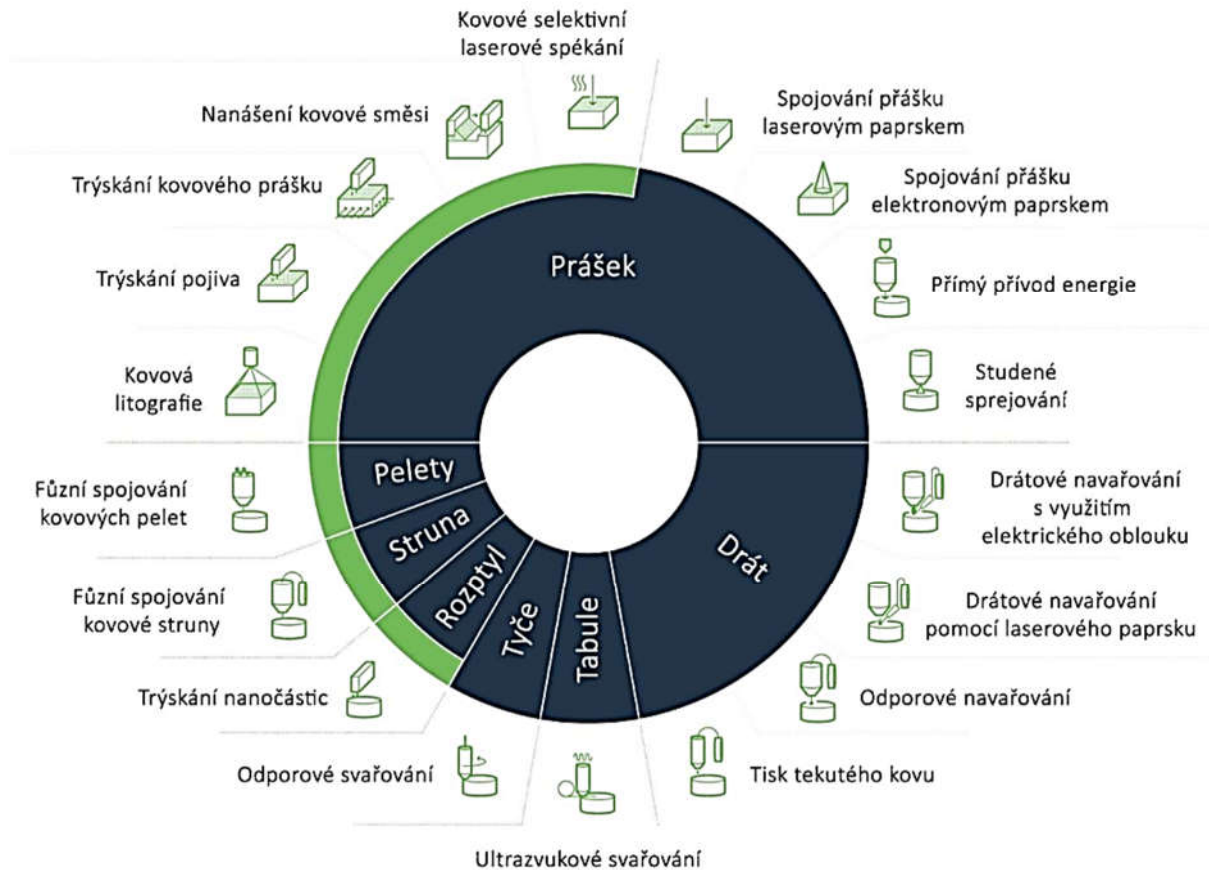 Kovové selektivní
laserové spékání
Spojování přášku
laserovým paprskem
Spojování přášku
elektronovým paprskem
Přímý přívod energie
Studené
sprejování
Drátové navařování
s využitím
elektrického oblouku
Drátové navařování
pomocí laserového paprsku
Odporové navařování
Tisk tekutého kovu
Ultrazvukové svařování
Odporové svařování
Trýskání nanočástic
Fůzní spojování
kovové struny
Fůzní spojování
kovových pelet
Kovová
litografie
Trýskání pojiva
Trýskání kovového prášku
Nanášení kovové směsi
Prášek
Drát
Tabule
Tyče
Rozptyl
Struna
Pelety